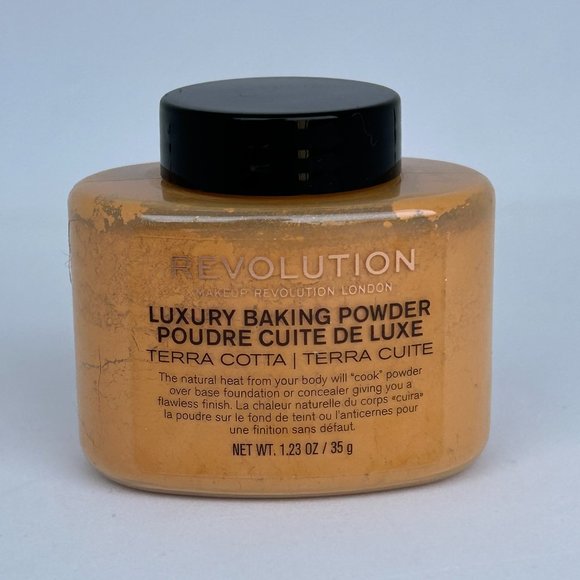 REVOLUTION
MAKEUP REVOLUTION LONDON
LUXURY BAKING POWDER
POUDRE CUITE DE LUXE
TERRA COTTA | TERRA CUITE
The natural heat from your body will "cook" powder
over base foundation or concealer giving you a
flawless finish. La chaleur naturelle du corps «cuira»
la poudre sur le fond de teint ou l'anticernes pour
une finition sans défaut.
NET WT. 1.23 OZ / 35 g